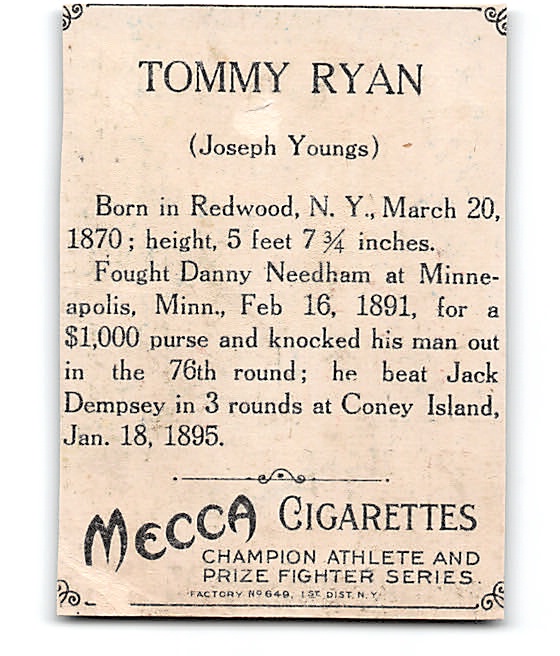 TOMMY RYAN
(Joseph Youngs)
Born in Redwood, N. Y., March 20,
1870; height, 5 feet 7 3/4 inches.
Fought Danny Needham at Minne-
apolis, Minn., Feb 16, 1891, for a
$1,000 purse and knocked his man out
in the 76th round; he beat Jack
Dempsey in 3 rounds at Coney Island,
Jan. 18, 1895.
MECCA CIGARETTES
CHAMPION ATHLETE AND
PRIZE FIGHTER SERIES.
FACTORY Nº 649, 1ST DIST. N.Y.